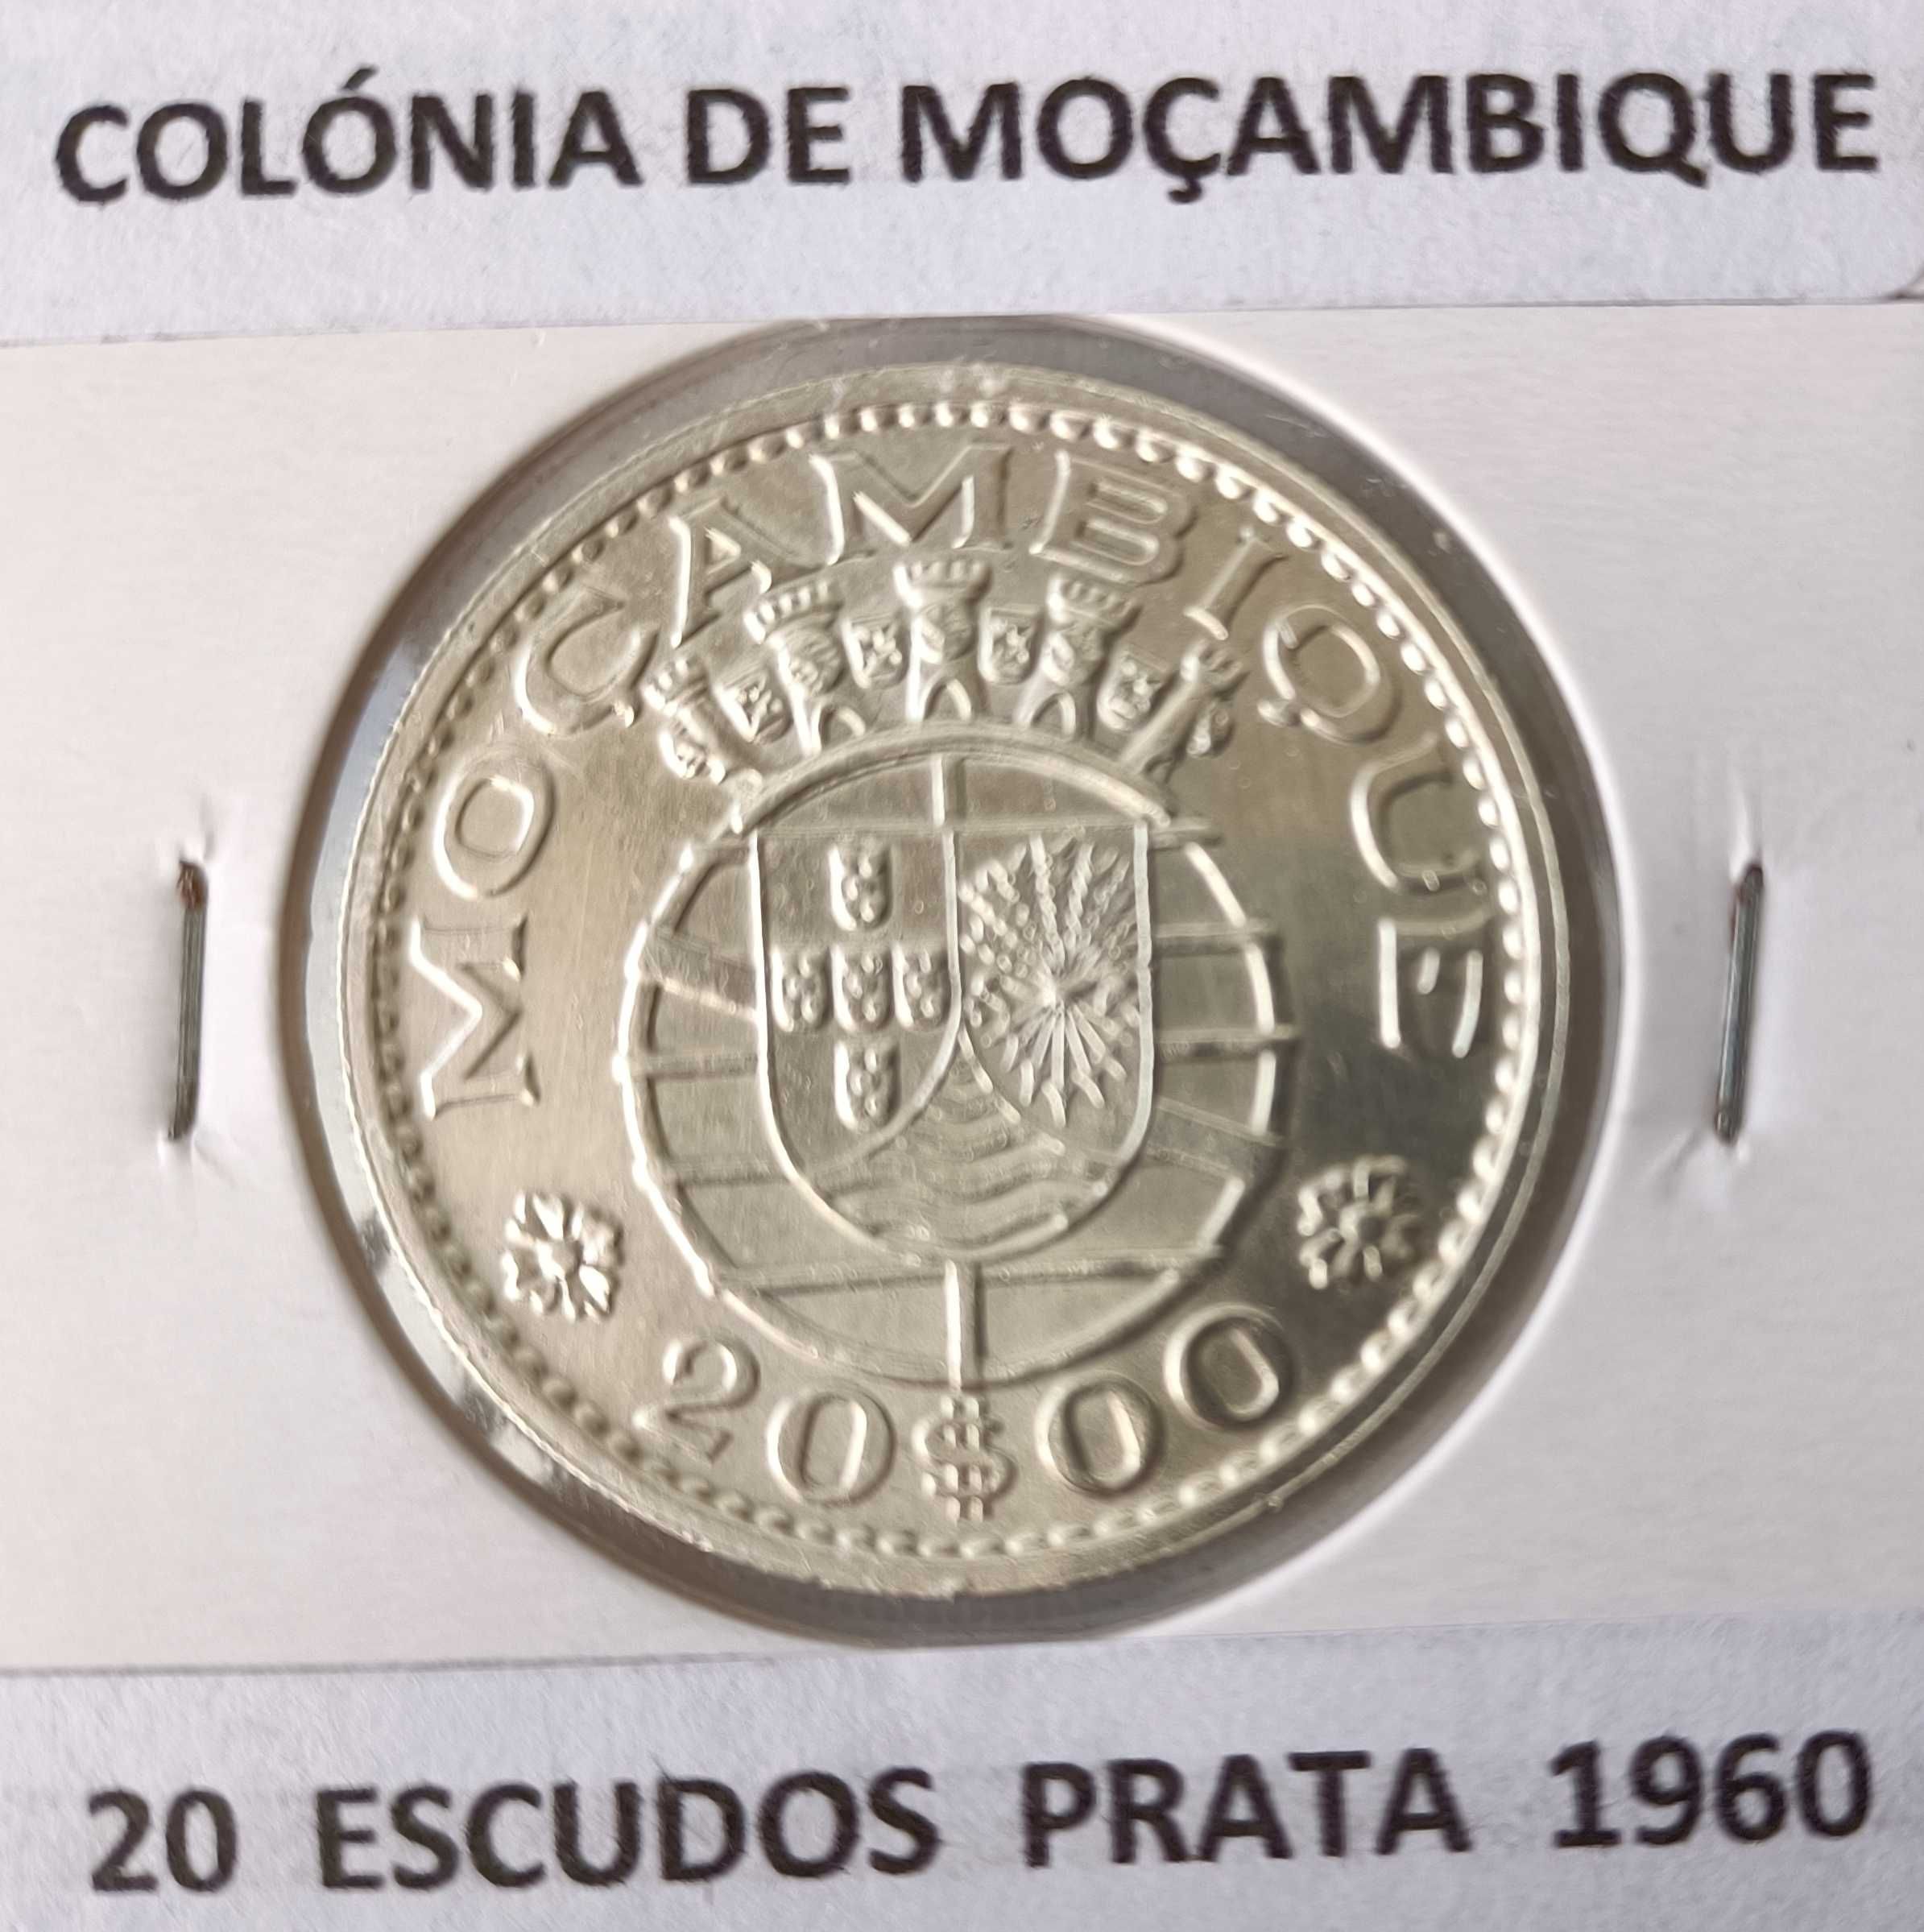 COLÓNIA DE MOÇAMBIQUE
MOÇAMBIQUE
20$00
20 ESCUDOS PRATA 1960